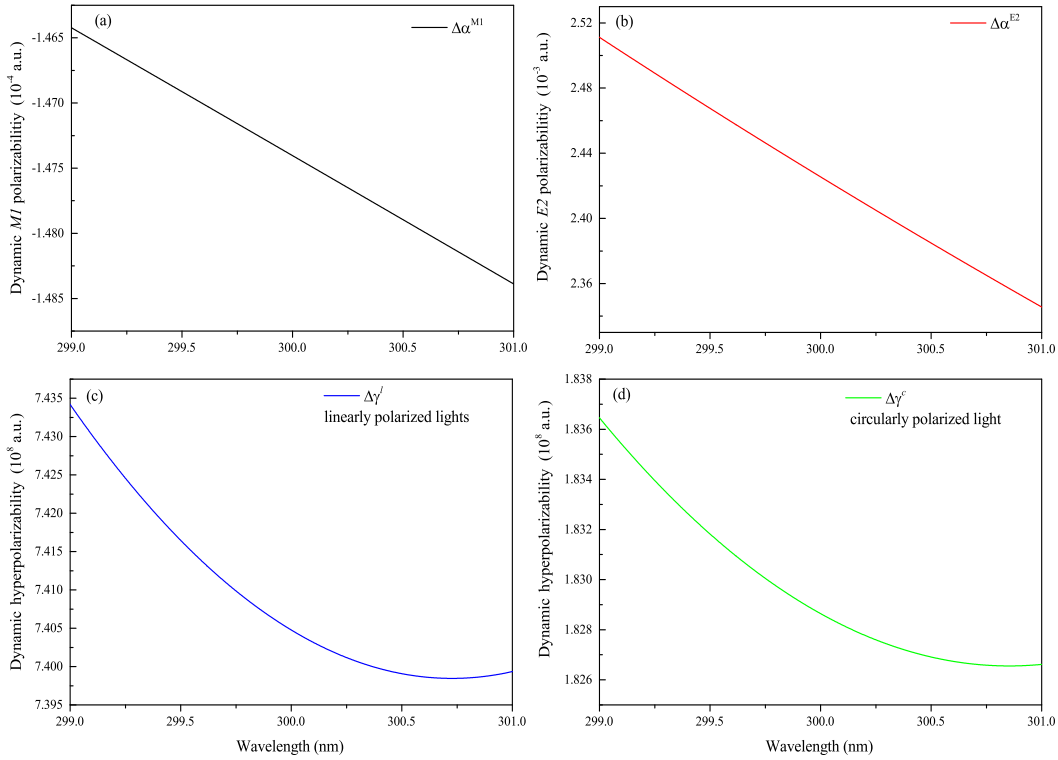 (a)
Δα^M1
Dynamic M1 polarizabilitiy (10^-4 a.u.)
-1.465
-1.470
-1.475
-1.480
-1.485
299.0 299.5 300.0 300.5 301.0
(b)
Δα^E2
Dynamic E2 polarizabilitiy (10^-3 a.u.)
2.52
2.48
2.44
2.40
2.36
299.0 299.5 300.0 300.5 301.0
(c)
Δγ^l
linearly polarized lights
Dynamic hyperpolarizability (10^8 a.u.)
7.435
7.430
7.425
7.420
7.415
7.410
7.405
7.400
7.395
299.0 299.5 300.0 300.5 301.0
Wavelength (nm)
(d)
Δγ^c
circularly polarized light
Dynamic hyperpolarizability (10^8 a.u.)
1.838
1.836
1.834
1.832
1.830
1.828
1.826
299.0 299.5 300.0 300.5 301.0
Wavelength (nm)